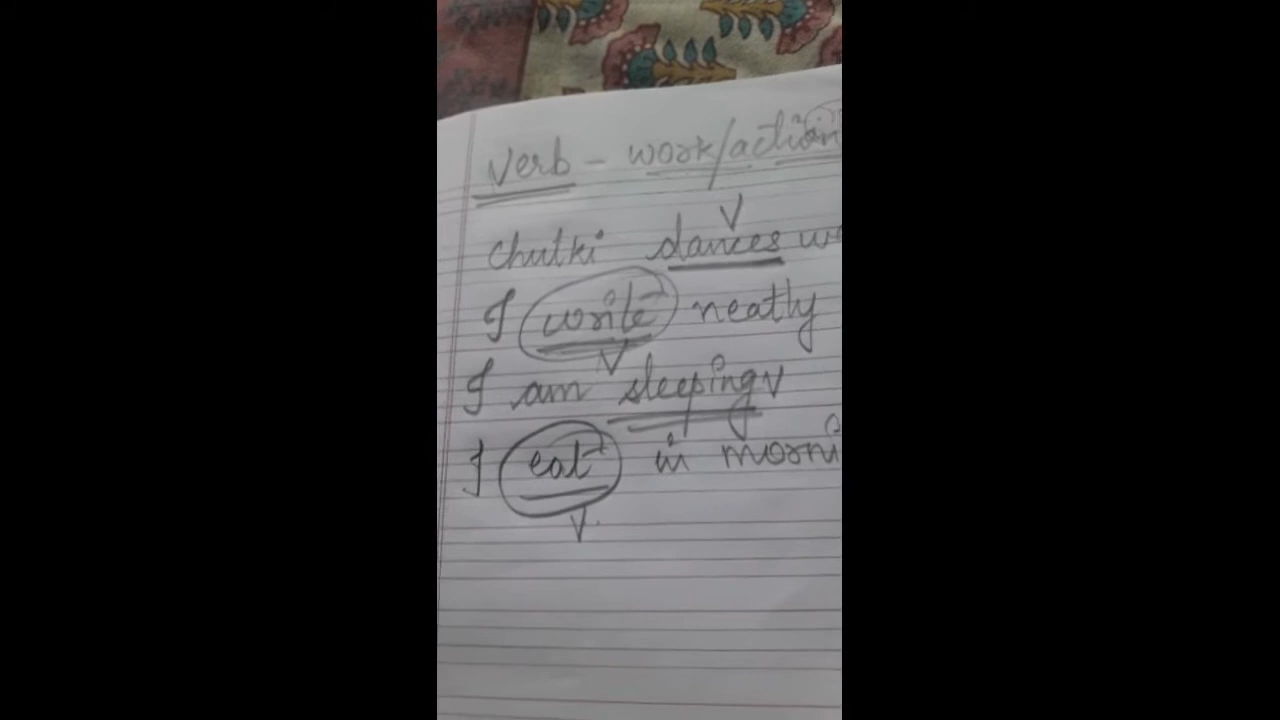 Verb - work/action
V
Chutki dances
I write neatly
V
I am sleeping V
I eat in morni
V